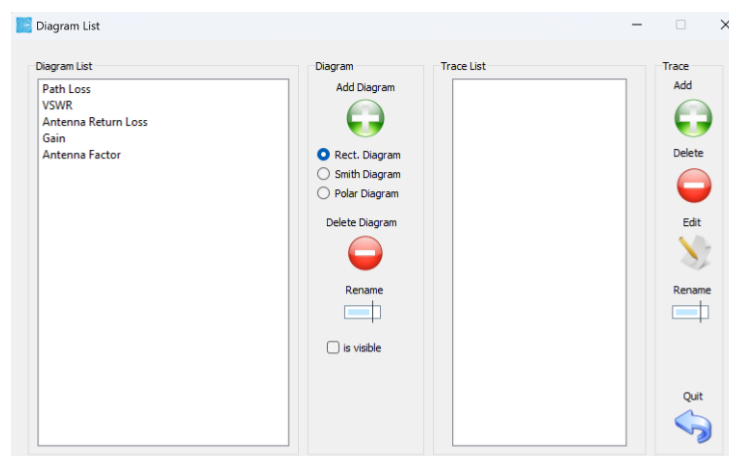 Diagram List
Diagram List
Path Loss
VSWR
Antenna Return Loss
Gain
Antenna Factor
Diagram
Add Diagram
Rect. Diagram
Smith Diagram
Polar Diagram
Delete Diagram
Rename
is visible
Trace List
Trace
Add
Delete
Edit
Rename
Quit